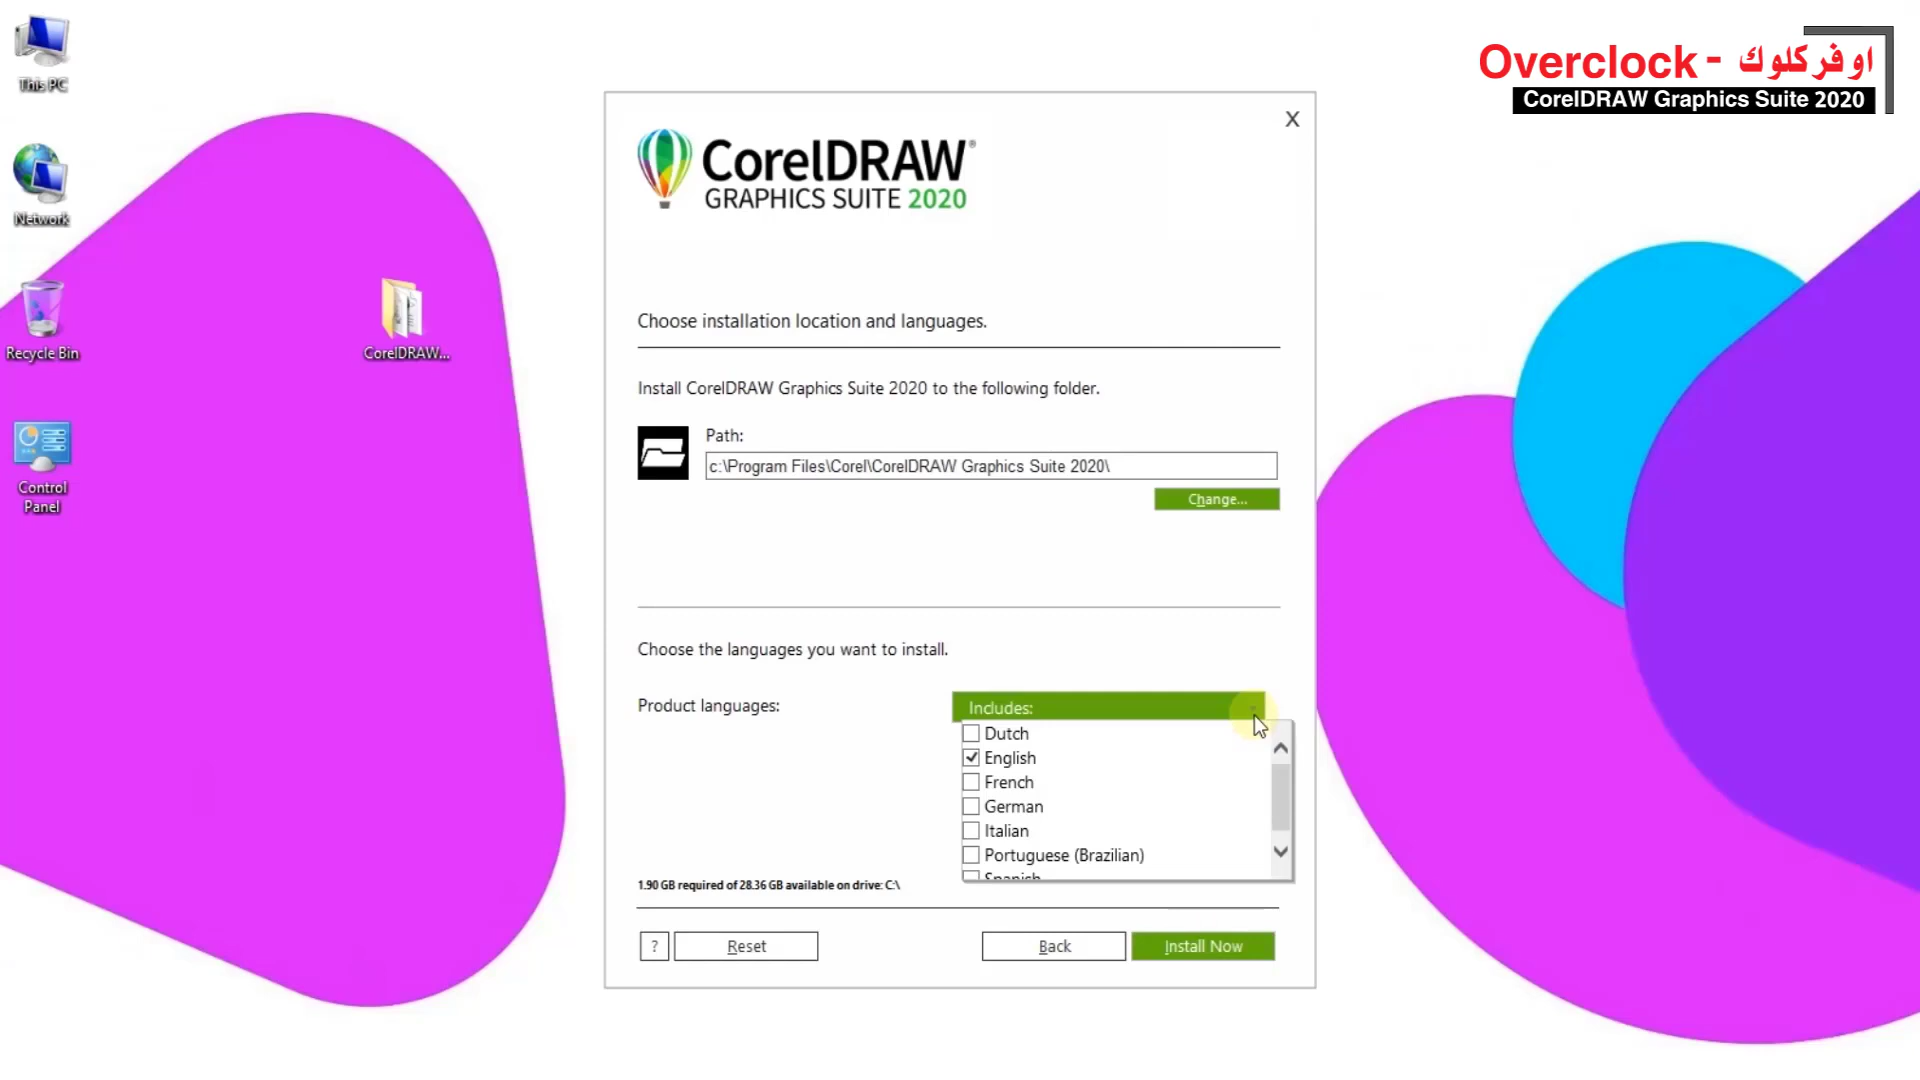 This PC
Network
Recycle Bin
CorelDRAW...
Control
Panel
Overclock - اوفركلوك
CorelDRAW Graphics Suite 2020
X
CorelDRAW®
GRAPHICS SUITE 2020
Choose installation location and languages.
Install CorelDRAW Graphics Suite 2020 to the following folder.
Path:
c:\Program Files\Corel\CorelDRAW Graphics Suite 2020\
Change...
Choose the languages you want to install.
Product languages:
Includes:
Dutch
English
French
German
Italian
Portuguese (Brazilian)
Spanish
1.90 GB required of 28.36 GB available on drive: C:\
?
Reset
Back
Install Now